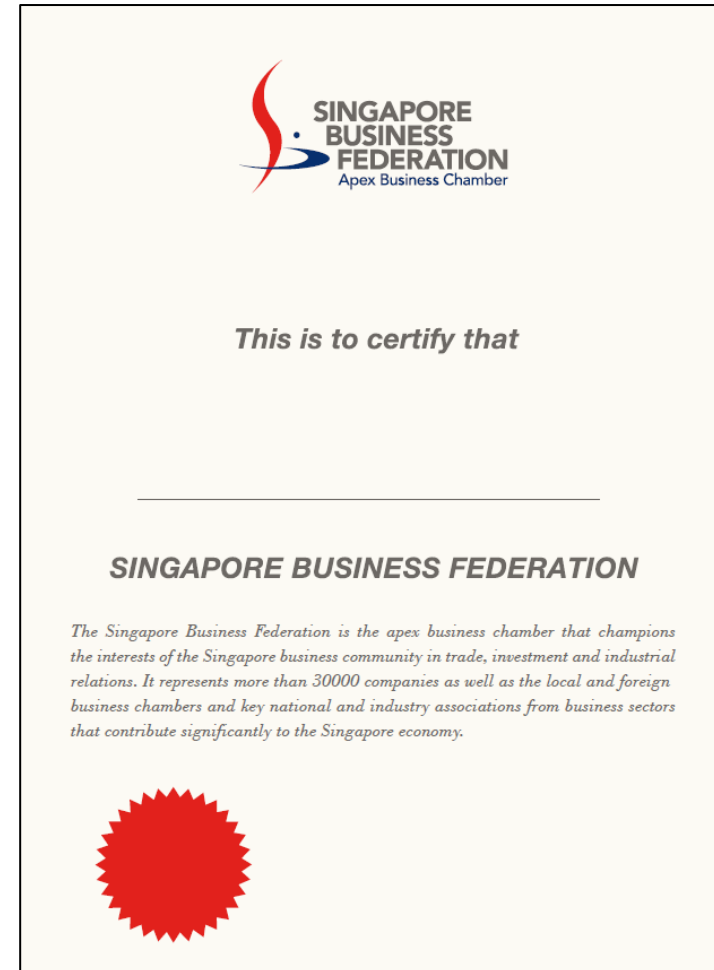 SINGAPORE
BUSINESS
FEDERATION
Apex Business Chamber
This is to certify that
SINGAPORE BUSINESS FEDERATION
The Singapore Business Federation is the apex business chamber that champions
the interests of the Singapore business community in trade, investment and industrial
relations. It represents more than 30000 companies as well as the local and foreign
business chambers and key national and industry associations from business sectors
that contribute significantly to the Singapore economy.